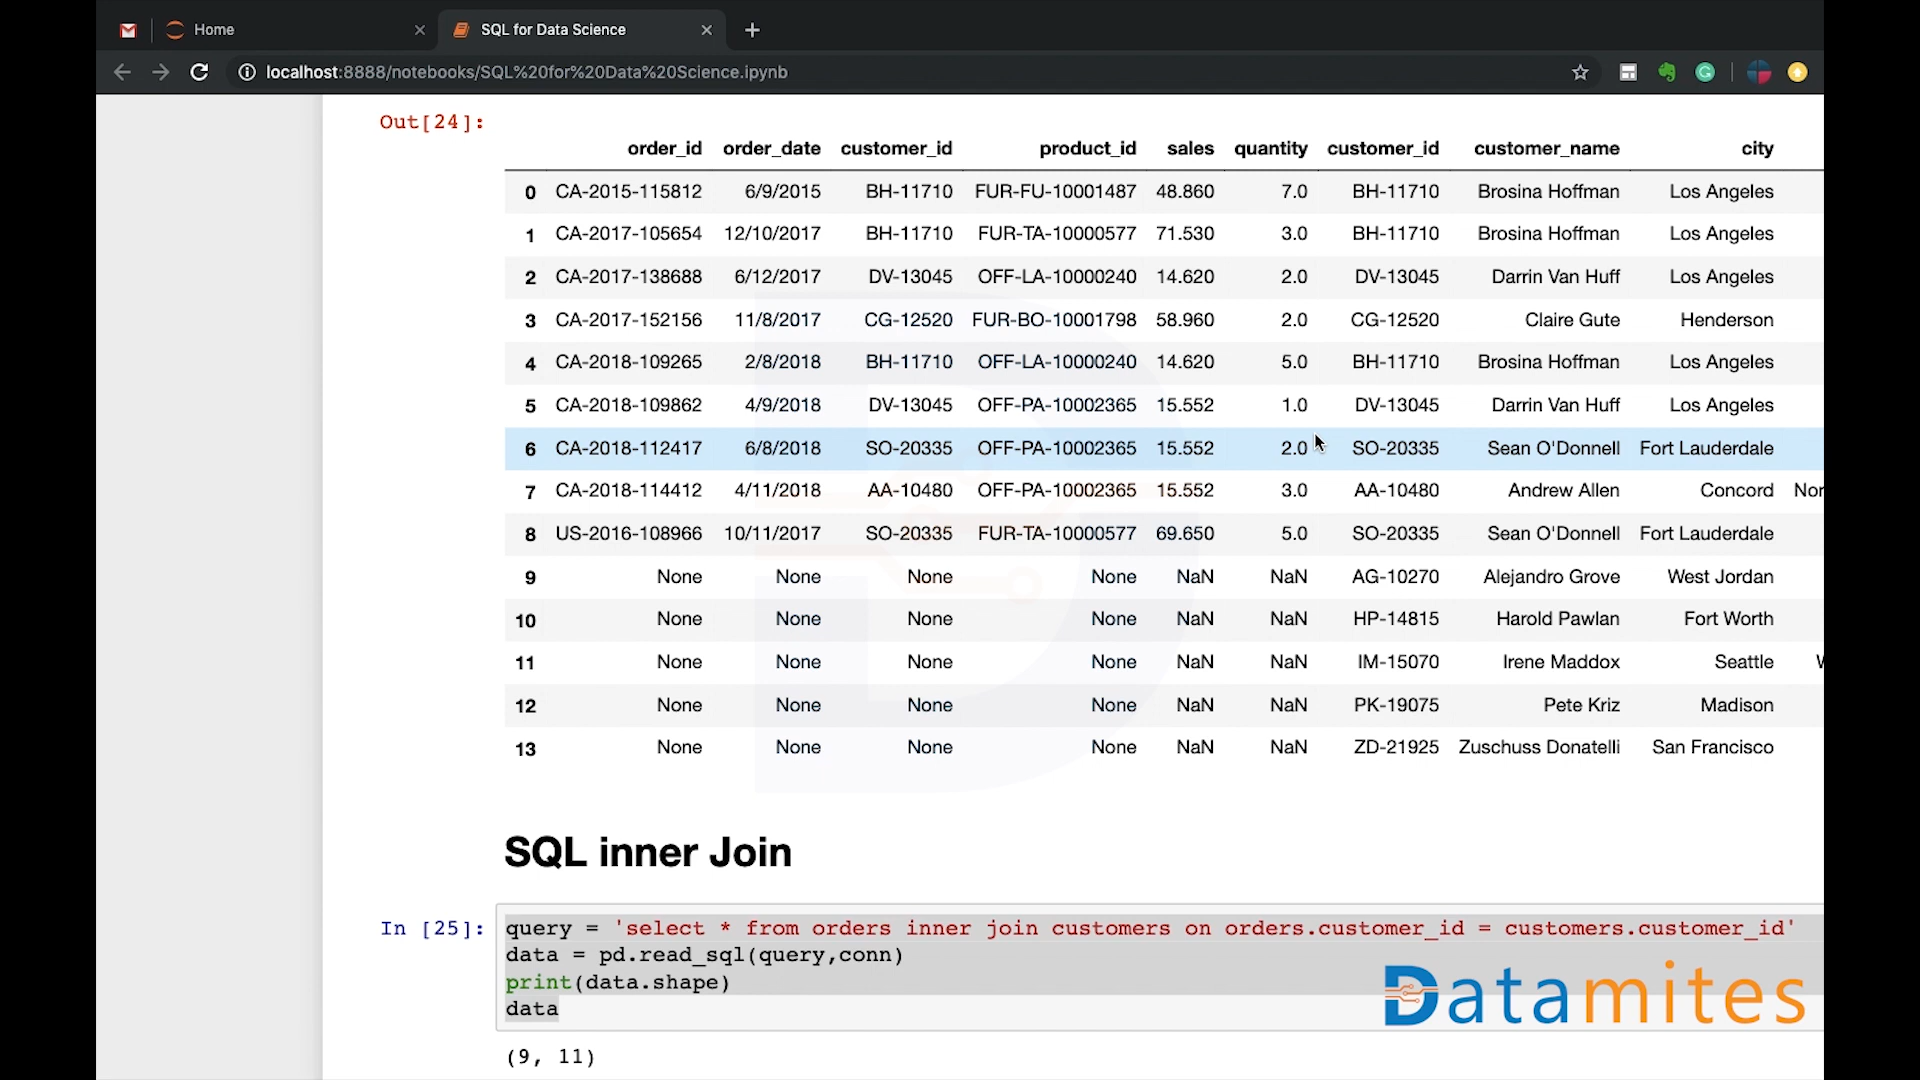 Home
SQL for Data Science
localhost:8888/notebooks/SQL%20for%20Data%20Science.ipynb
Out[24]:
order_id order_date customer_id product_id sales quantity customer_id customer_name city
0 CA-2015-115812 6/9/2015 BH-11710 FUR-FU-10001487 48.860 7.0 BH-11710 Brosina Hoffman Los Angeles
1 CA-2017-105654 12/10/2017 BH-11710 FUR-TA-10000577 71.530 3.0 BH-11710 Brosina Hoffman Los Angeles
2 CA-2017-138688 6/12/2017 DV-13045 OFF-LA-10000240 14.620 2.0 DV-13045 Darrin Van Huff Los Angeles
3 CA-2017-152156 11/8/2017 CG-12520 FUR-BO-10001798 58.960 2.0 CG-12520 Claire Gute Henderson
4 CA-2018-109265 2/8/2018 BH-11710 OFF-LA-10000240 14.620 5.0 BH-11710 Brosina Hoffman Los Angeles
5 CA-2018-109862 4/9/2018 DV-13045 OFF-PA-10002365 15.552 1.0 DV-13045 Darrin Van Huff Los Angeles
6 CA-2018-112417 6/8/2018 SO-20335 OFF-PA-10002365 15.552 2.0 SO-20335 Sean O'Donnell Fort Lauderdale
7 CA-2018-114412 4/11/2018 AA-10480 OFF-PA-10002365 15.552 3.0 AA-10480 Andrew Allen Concord Nor
8 US-2016-108966 10/11/2017 SO-20335 FUR-TA-10000577 69.650 5.0 SO-20335 Sean O'Donnell Fort Lauderdale
9 None None None None NaN NaN AG-10270 Alejandro Grove West Jordan
10 None None None None NaN NaN HP-14815 Harold Pawlan Fort Worth
11 None None None None NaN NaN IM-15070 Irene Maddox Seattle
12 None None None None NaN NaN PK-19075 Pete Kriz Madison
13 None None None None NaN NaN ZD-21925 Zuschuss Donatelli San Francisco
SQL inner Join
In [25]: query = 'select * from orders inner join customers on orders.customer_id = customers.customer_id'
data = pd.read_sql(query,conn)
print(data.shape)
data
Datamites
(9, 11)